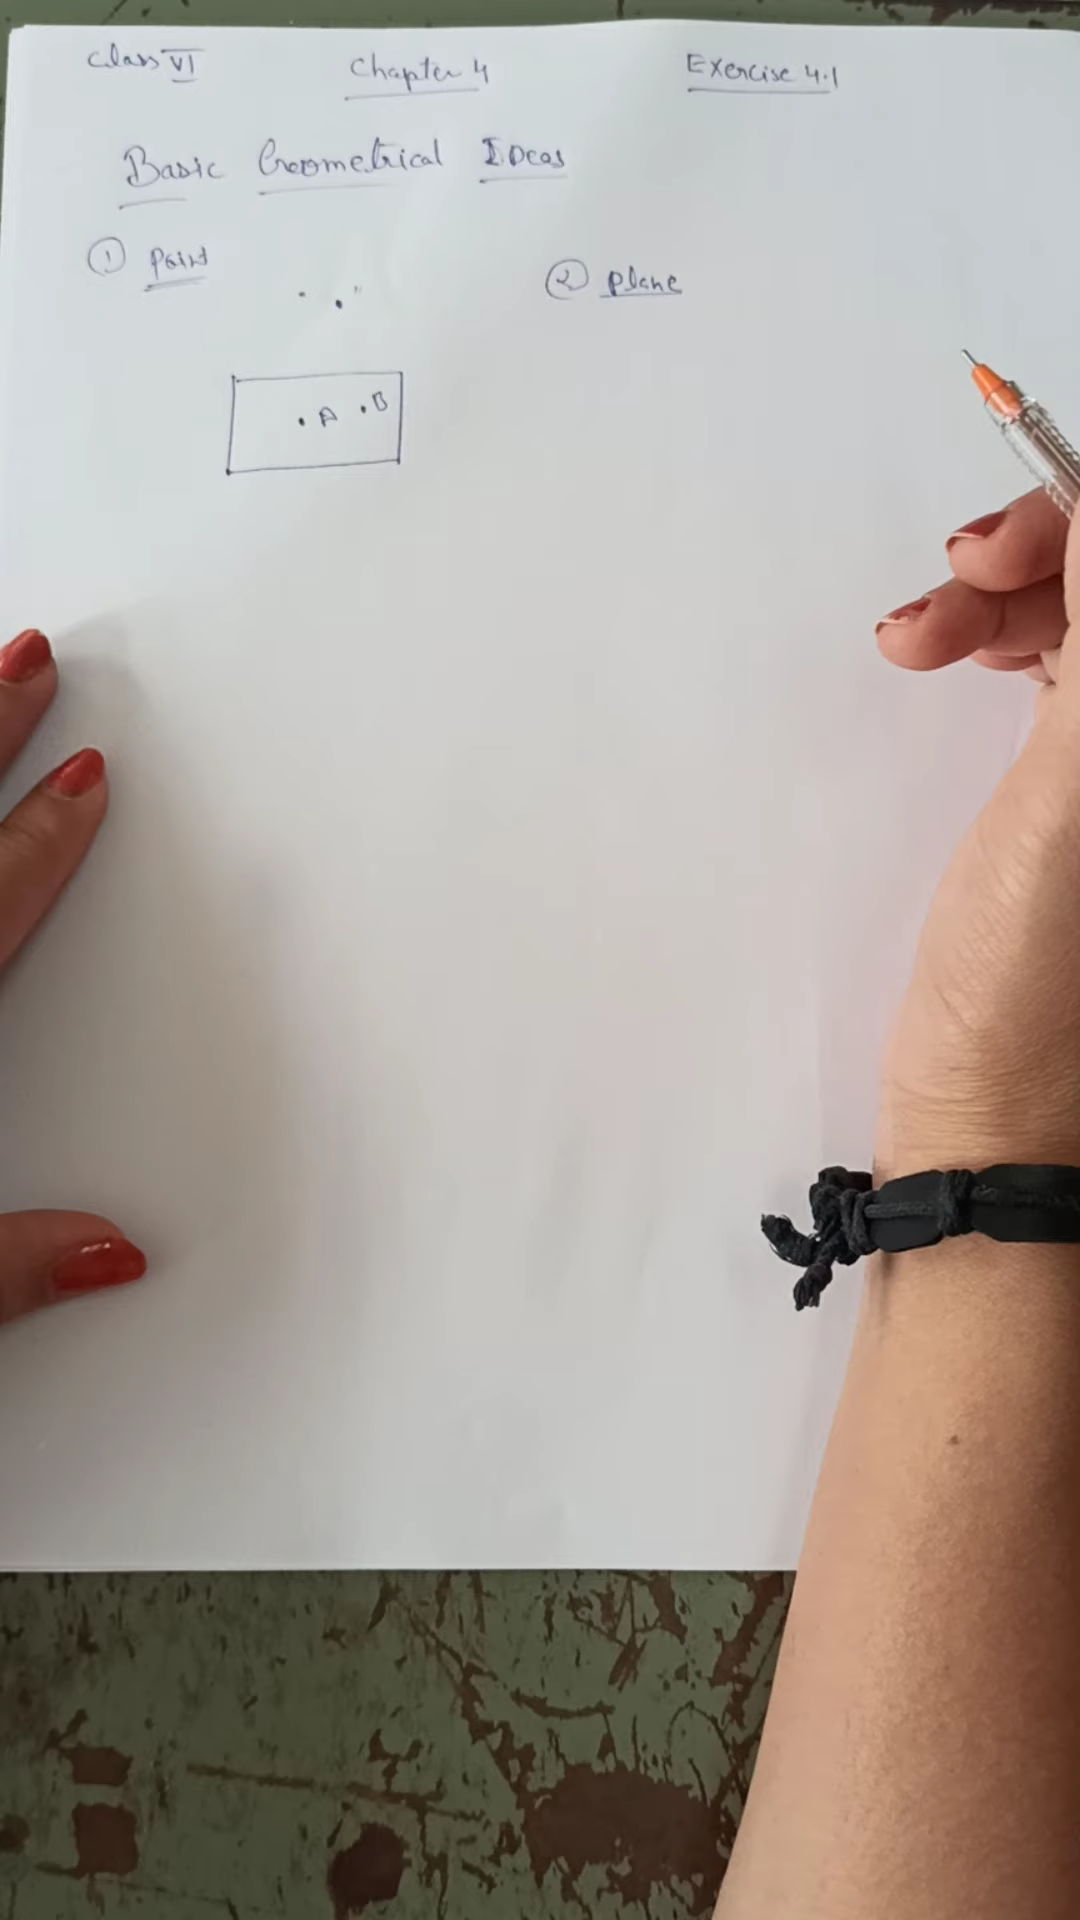 Class VI Chapter 4 Exercise 4.1
Basic Geometrical Ideas
① Point
② plane
. A . B